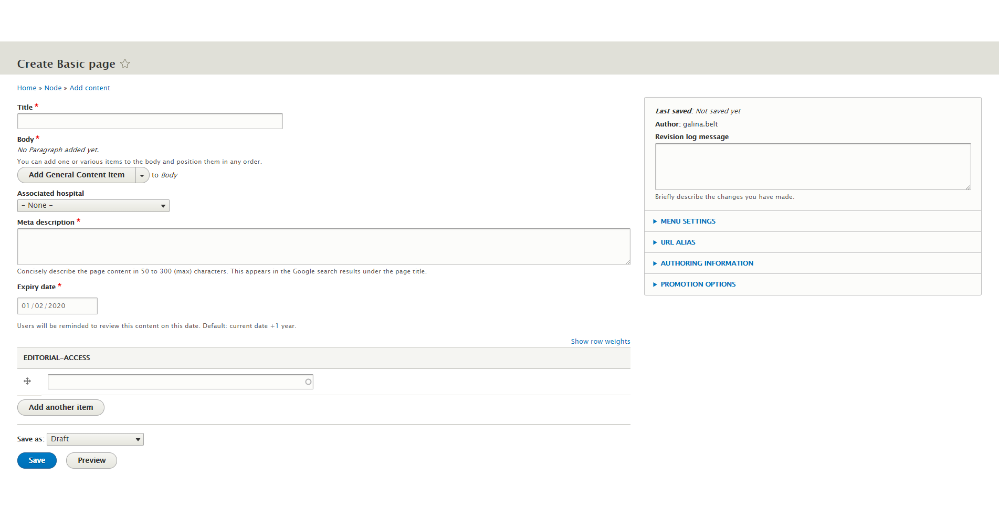 Create Basic page
Home » Node » Add content
Title *
Body *
No Paragraph added yet.
You can add one or various items to the body and position them in any order.
Add General Content Item to Body
Associated hospital
- None -
Meta description *
Concisely describe the page content in 50 to 300 (max) characters. This appears in the Google search results under the page title.
Expiry date *
01/02/2020
Users will be reminded to review this content on this date. Default: current date +1 year.
Show row weights
EDITORIAL-ACCESS
Add another item
Save as: Draft
Save Preview
Last saved: Not saved yet
Author: galina.belt
Revision log message
Briefly describe the changes you have made.
MENU SETTINGS
URL ALIAS
AUTHORING INFORMATION
PROMOTION OPTIONS